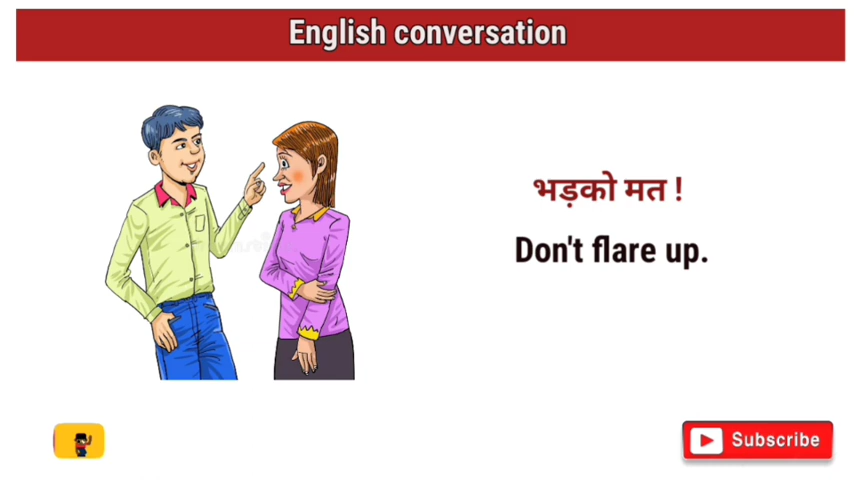 English conversation
भड़को मत !
Don't flare up.
Subscribe